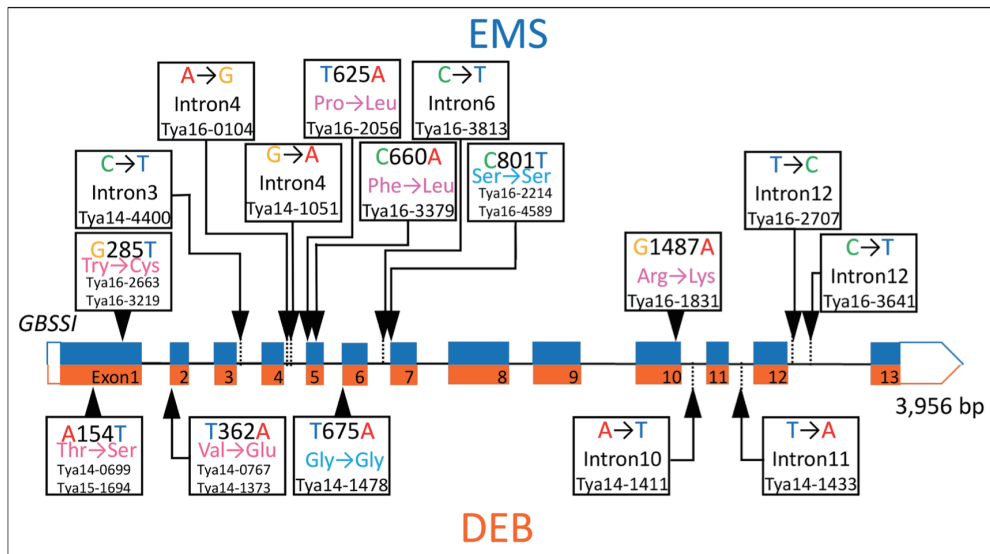 EMS
A→G
Intron4
Tya16-0104
T625A
Pro→Leu
Tya16-2056
C→T
Intron6
Tya16-3813
C→T
Intron3
Tya14-4400
G→A
Intron4
Tya14-1051
C660A
Phe→Leu
Tya16-3379
C801T
Ser→Ser
Tya16-2214
Tya16-4589
T→C
Intron12
Tya16-2707
G285T
Try→Cys
Tya16-2663
Tya16-3219
G1487A
Arg→Lys
Tya16-1831
C→T
Intron12
Tya16-3641
GBSSI
Exon1 2 3 4 5 6 7 8 9 10 11 12 13
3,956 bp
A154T
Thr→Ser
Tya14-0699
Tya15-1694
T362A
Val→Glu
Tya14-0767
Tya14-1373
T675A
Gly→Gly
Tya14-1478
A→T
Intron10
Tya14-1411
T→A
Intron11
Tya14-1433
DEB